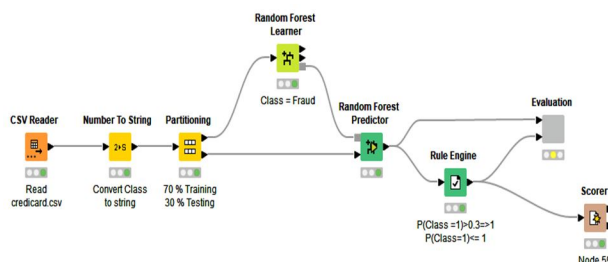 Random Forest
Learner
Class = Fraud
CSV Reader
Number To String
Partitioning
Random Forest
Predictor
Evaluation
2+S
Rule Engine
Read
credicard.csv
Convert Class
to string
70 % Training
30 % Testing
Scorer
P(Class =1)>0.3=>1
P(Class=1)<= 1